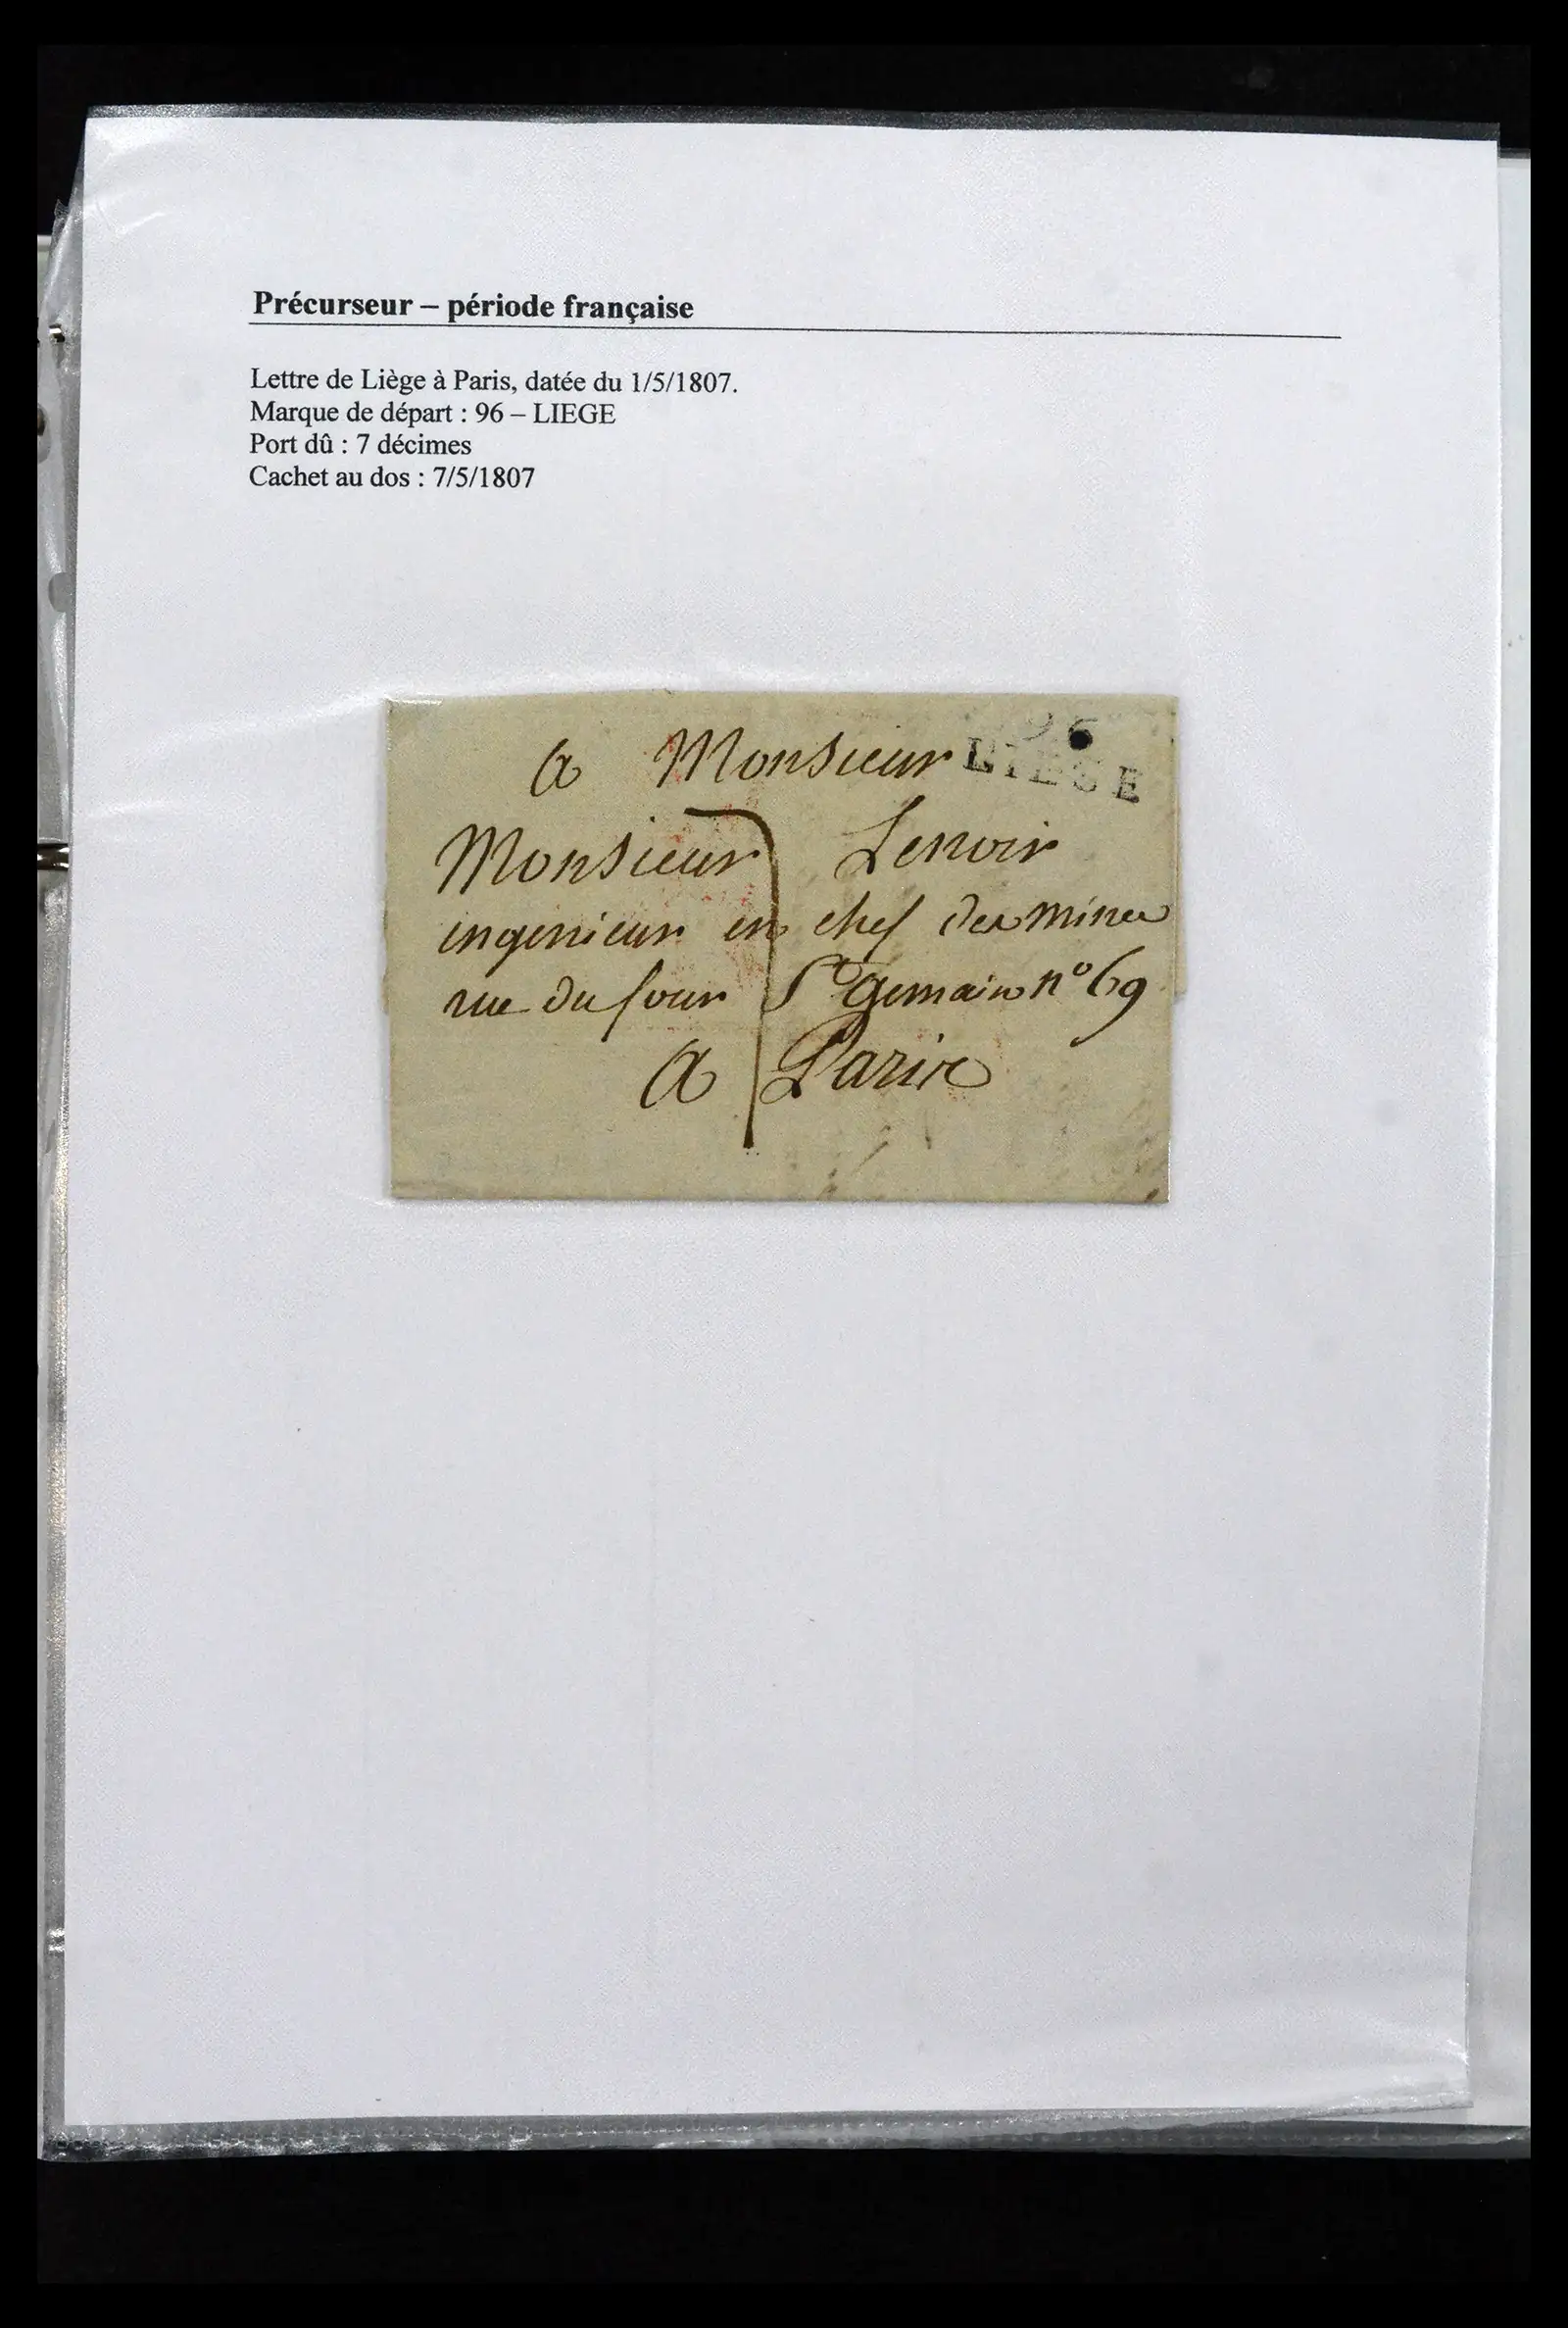 Précurseur – période française
Lettre de Liège à Paris, datée du 1/5/1807.
Marque de départ : 96 – LIEGE
Port dû : 7 décimes
Cachet au dos : 7/5/1807
96
a Monsieur LIEGE
Monsieur Lenoir
ingenieur en chef des mines
rue du four St germain n° 69
a Paris
7